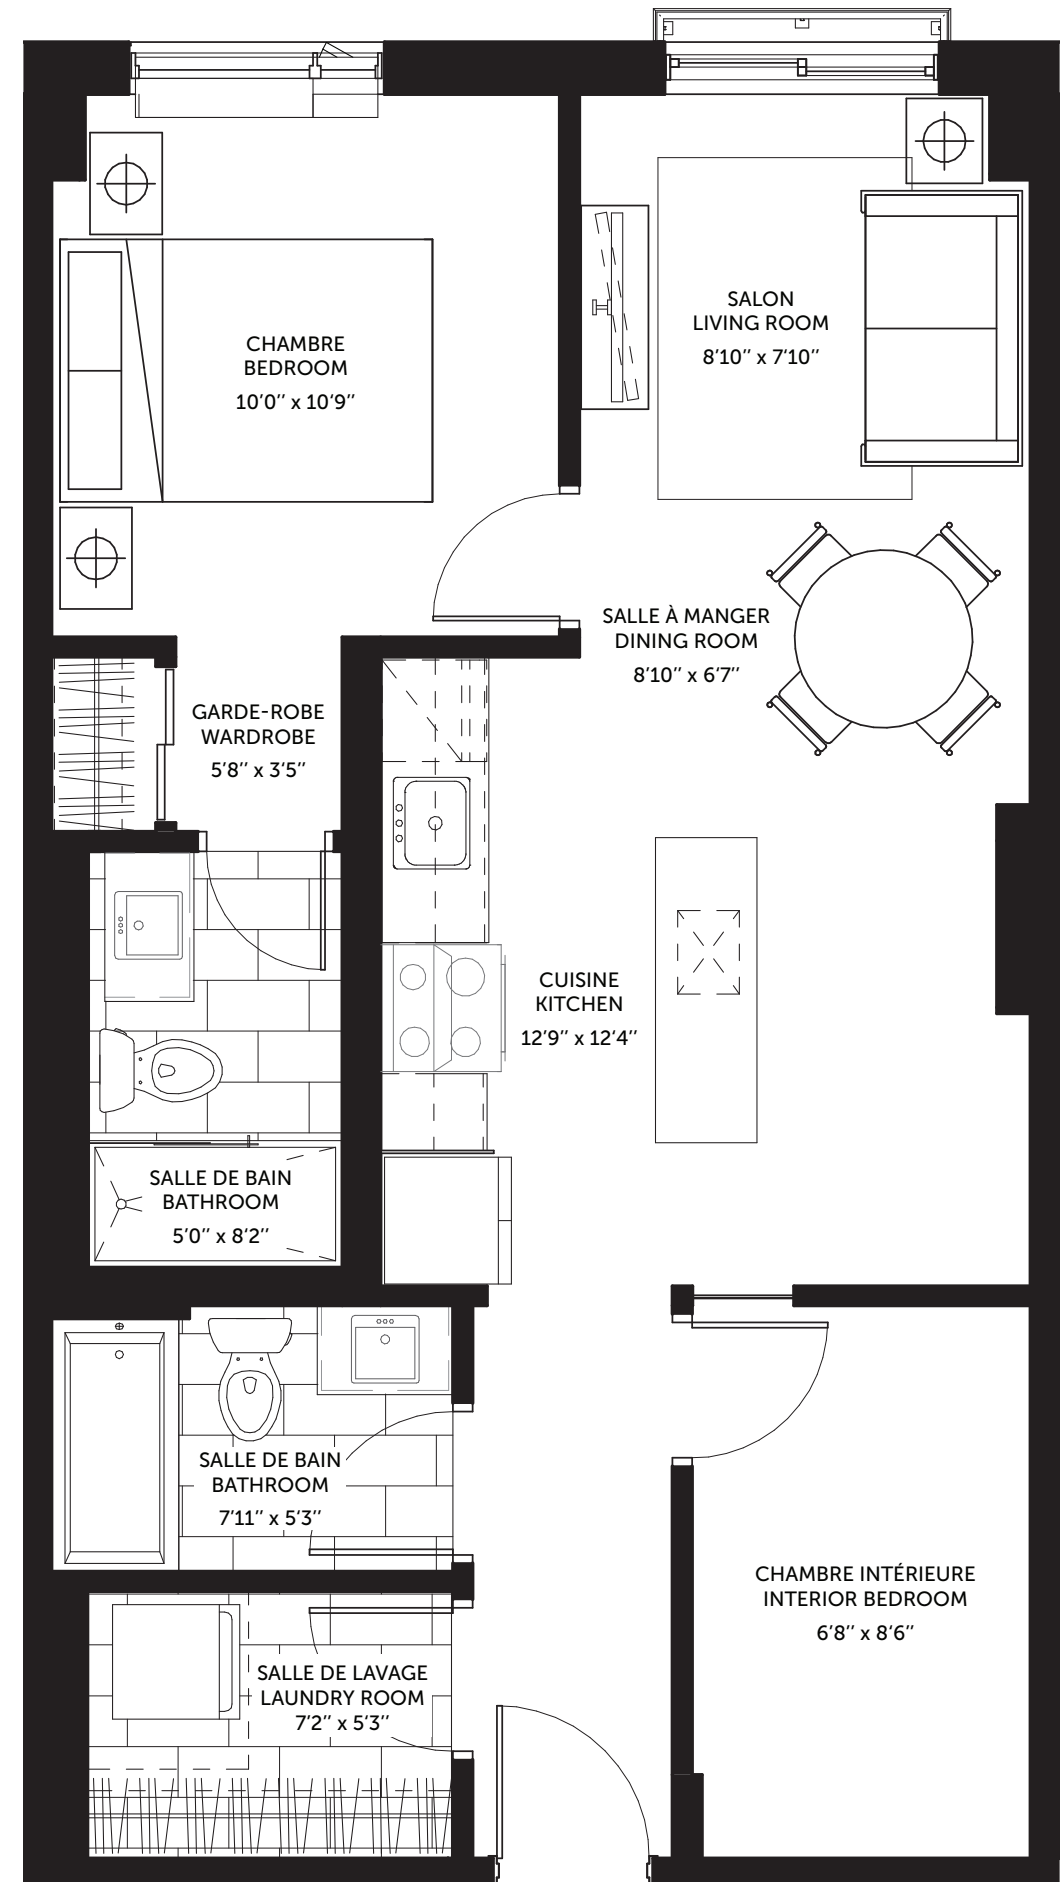 CHAMBRE
BEDROOM
10'0'' x 10'9''
SALON
LIVING ROOM
8'10'' x 7'10''
SALLE À MANGER
DINING ROOM
8'10'' x 6'7''
GARDE-ROBE
WARDROBE
5'8'' x 3'5''
CUISINE
KITCHEN
12'9'' x 12'4''
SALLE DE BAIN
BATHROOM
5'0'' x 8'2''
SALLE DE BAIN
BATHROOM
7'11'' x 5'3''
CHAMBRE INTÉRIEURE
INTERIOR BEDROOM
6'8'' x 8'6''
SALLE DE LAVAGE
LAUNDRY ROOM
7'2'' x 5'3''